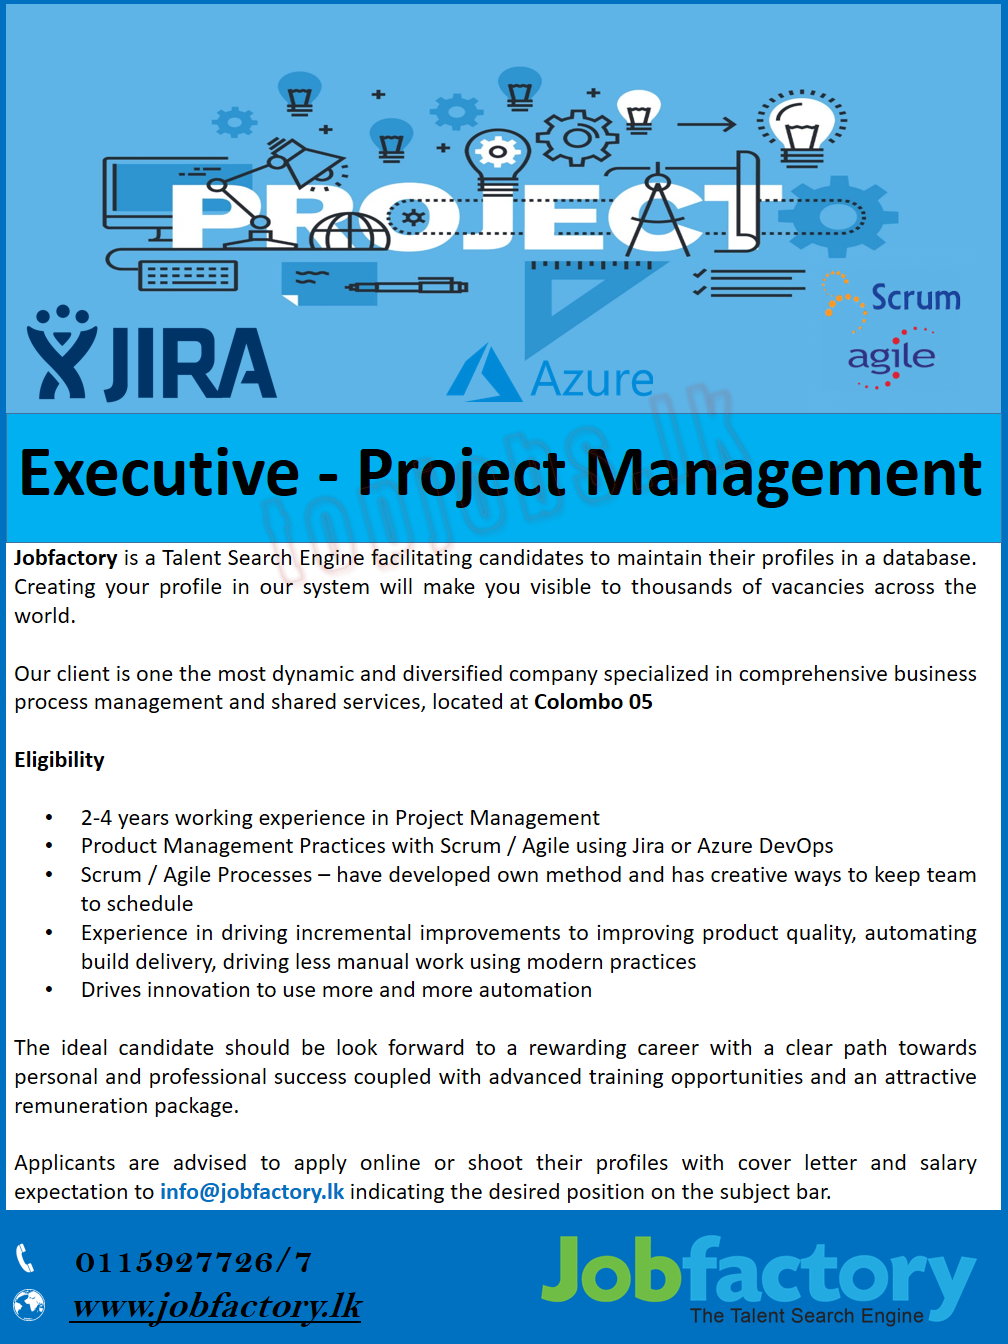 PROJECT
JIRA
Azure
Scrum
agile
Executive - Project Management
topjobs.lk
Jobfactory is a Talent Search Engine facilitating candidates to maintain their profiles in a database.
Creating your profile in our system will make you visible to thousands of vacancies across the
world.
Our client is one the most dynamic and diversified company specialized in comprehensive business
process management and shared services, located at Colombo 05
Eligibility
• 2-4 years working experience in Project Management
• Product Management Practices with Scrum / Agile using Jira or Azure DevOps
• Scrum / Agile Processes – have developed own method and has creative ways to keep team
to schedule
• Experience in driving incremental improvements to improving product quality, automating
build delivery, driving less manual work using modern practices
• Drives innovation to use more and more automation
The ideal candidate should be look forward to a rewarding career with a clear path towards
personal and professional success coupled with advanced training opportunities and an attractive
remuneration package.
Applicants are advised to apply online or shoot their profiles with cover letter and salary
expectation to info@jobfactory.lk indicating the desired position on the subject bar.
0115927726/7
www.jobfactory.lk
Jobfactory
The Talent Search Engine